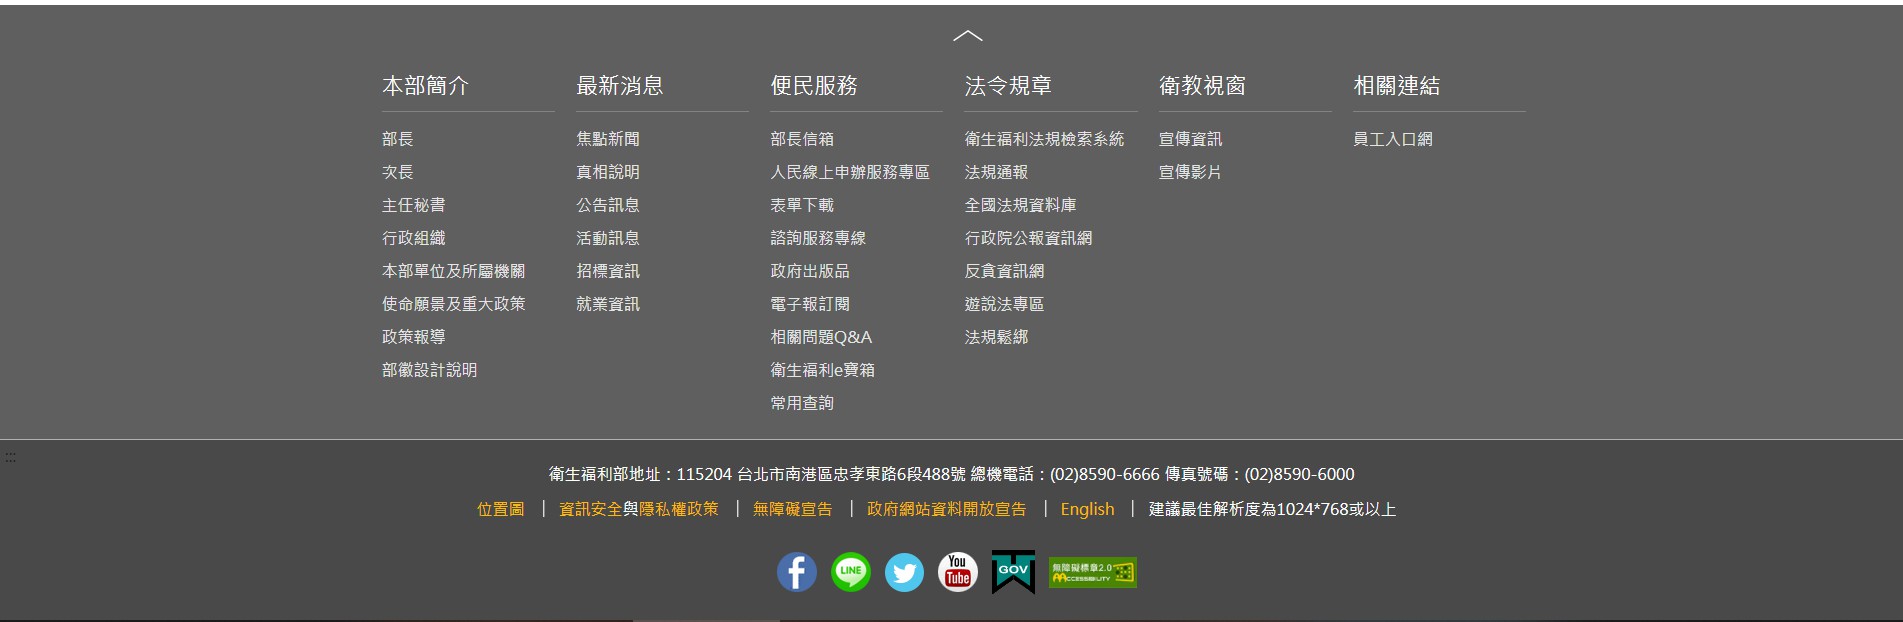 本部簡介
部長
次長
主任秘書
行政組織
本部單位及所屬機關
使命願景及重大政策
政策報導
部徽設計說明
最新消息
焦點新聞
真相說明
公告訊息
活動訊息
招標資訊
就業資訊
便民服務
部長信箱
人民線上申辦服務專區
表單下載
諮詢服務專線
政府出版品
電子報訂閱
相關問題Q&A
衛生福利e寶箱
常用查詢
法令規章
衛生福利法規檢索系統
法規通報
全國法規資料庫
行政院公報資訊網
反貪資訊網
遊說法專區
法規鬆綁
衛教視窗
宣傳資訊
宣傳影片
相關連結
員工入口網
:::
衛生福利部地址：115204 台北市南港區忠孝東路6段488號 總機電話：(02)8590-6666 傳真號碼：(02)8590-6000
位置圖 | 資訊安全與隱私權政策 | 無障礙宣告 | 政府網站資料開放宣告 | English | 建議最佳解析度為1024*768或以上
f
LINE
You
Tube
GOV
無障礙標章2.0
ACCESSIBILITY